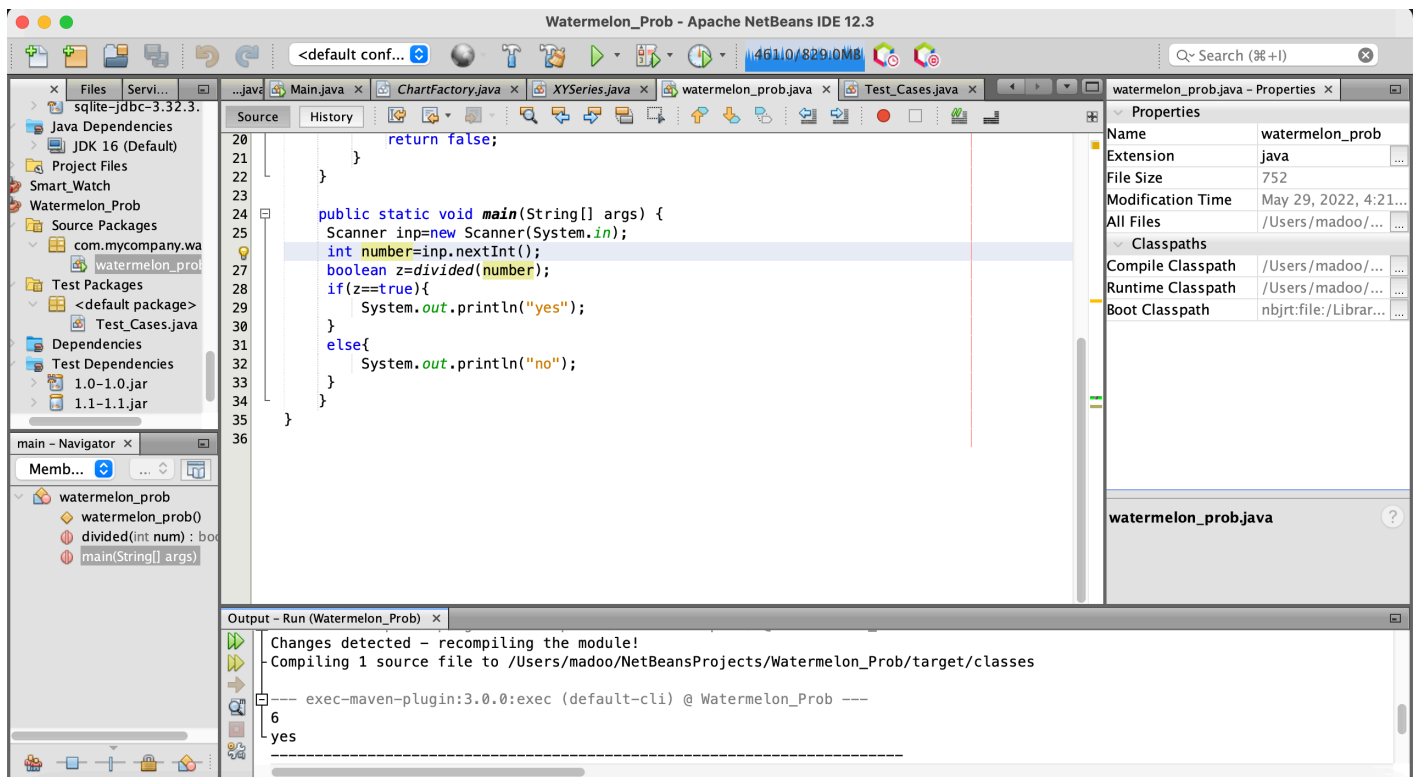 Watermelon_Prob - Apache NetBeans IDE 12.3
<default conf...
461.0/829.0MB
Search (⌘+I)
Files
Servi...
...java
Main.java
ChartFactory.java
XYSeries.java
watermelon_prob.java
Test_Cases.java
watermelon_prob.java – Properties
sqlite-jdbc-3.32.3.
Java Dependencies
JDK 16 (Default)
Project Files
Smart_Watch
Watermelon_Prob
Source Packages
com.mycompany.wa
watermelon_prob
Test Packages
<default package>
Test_Cases.java
Dependencies
Test Dependencies
1.0-1.0.jar
1.1-1.1.jar
Source
History
20 return false;
21 }
22 }
23
24 public static void main(String[] args) {
25 Scanner inp=new Scanner(System.in);
int number=inp.nextInt();
27 boolean z=divided(number);
28 if(z==true){
29 System.out.println("yes");
30 }
31 else{
32 System.out.println("no");
33 }
34 }
35 }
36
Properties
Name watermelon_prob
Extension java ...
File Size 752
Modification Time May 29, 2022, 4:21...
All Files /Users/madoo/... ...
Classpaths
Compile Classpath /Users/madoo/... ...
Runtime Classpath /Users/madoo/... ...
Boot Classpath nbjrt:file:/Librar... ...
watermelon_prob.java
?
main – Navigator
Memb...
...
watermelon_prob
watermelon_prob()
divided(int num) : boo
main(String[] args)
Output – Run (Watermelon_Prob)
Changes detected - recompiling the module!
Compiling 1 source file to /Users/madoo/NetBeansProjects/Watermelon_Prob/target/classes
--- exec-maven-plugin:3.0.0:exec (default-cli) @ Watermelon_Prob ---
6
yes
------------------------------------------------------------------------